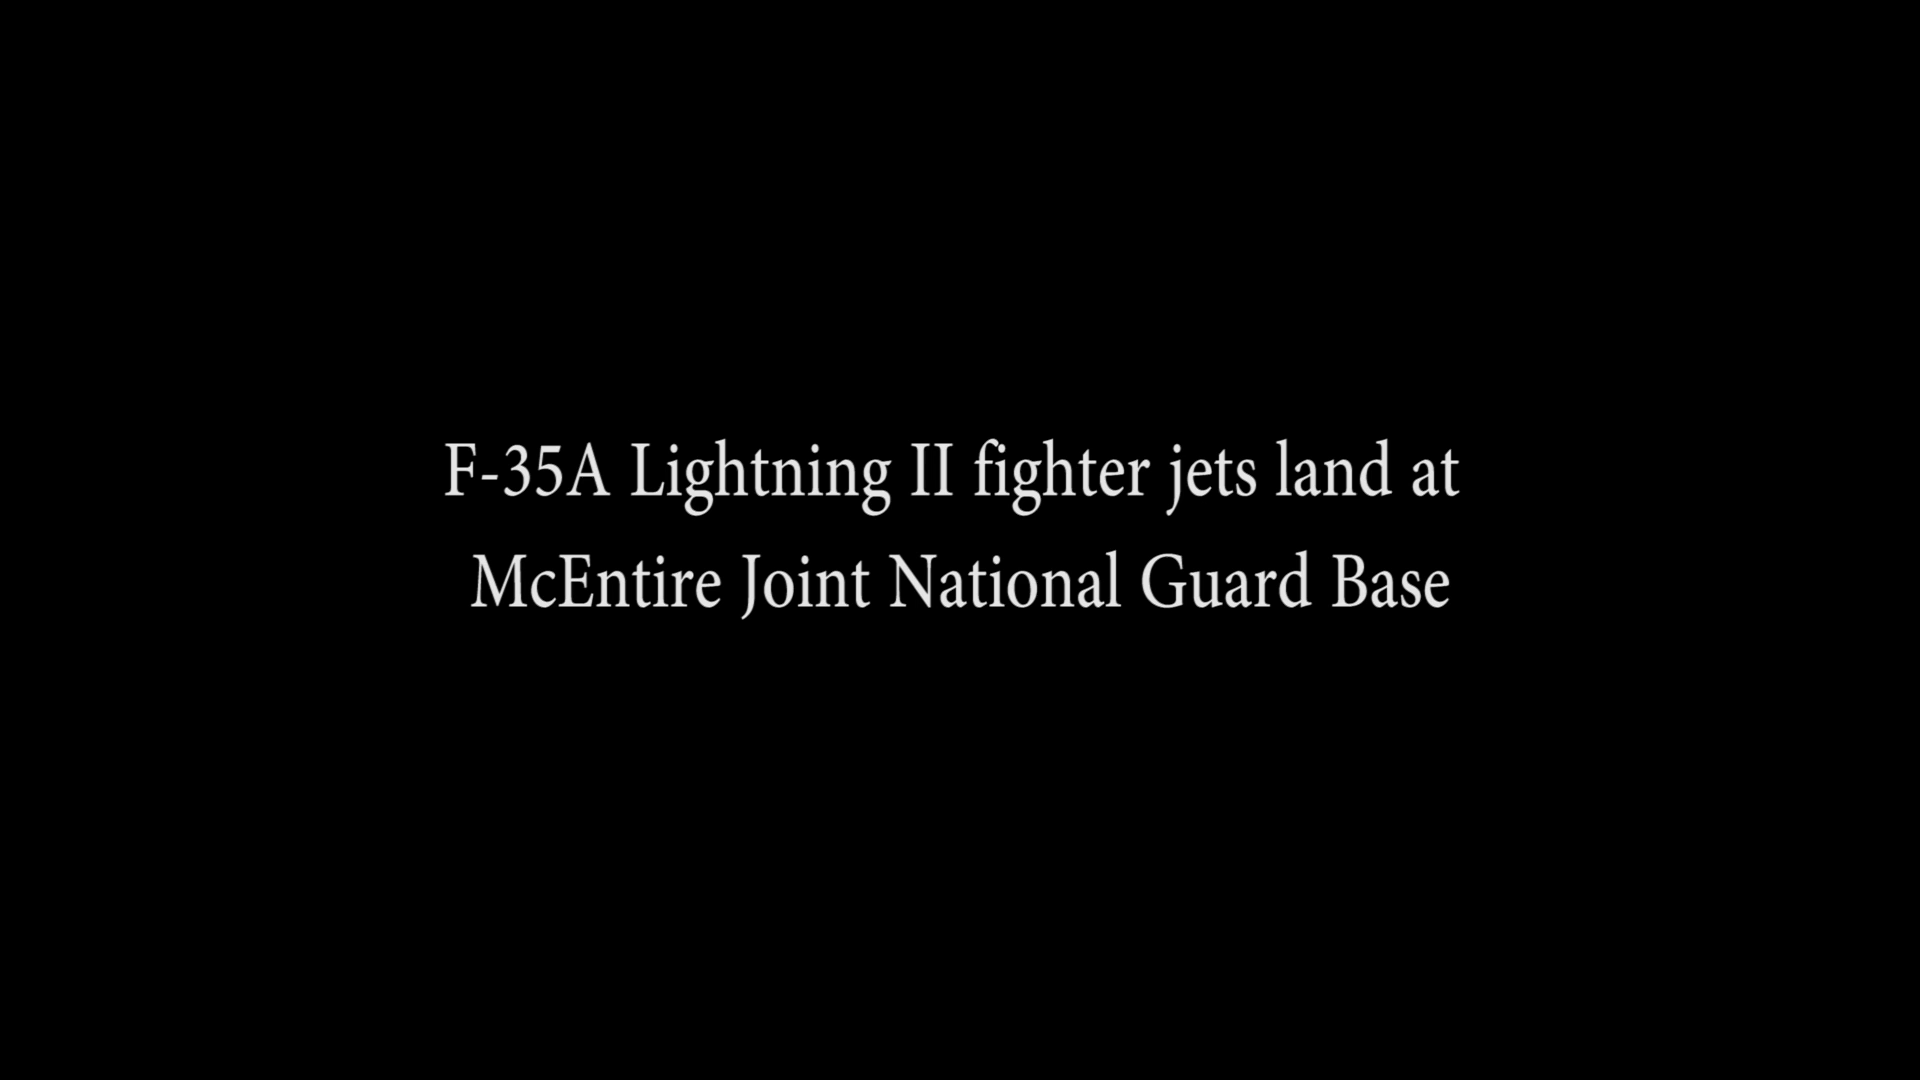 F-35A Lightning II fighter jets land at
McEntire Joint National Guard Base